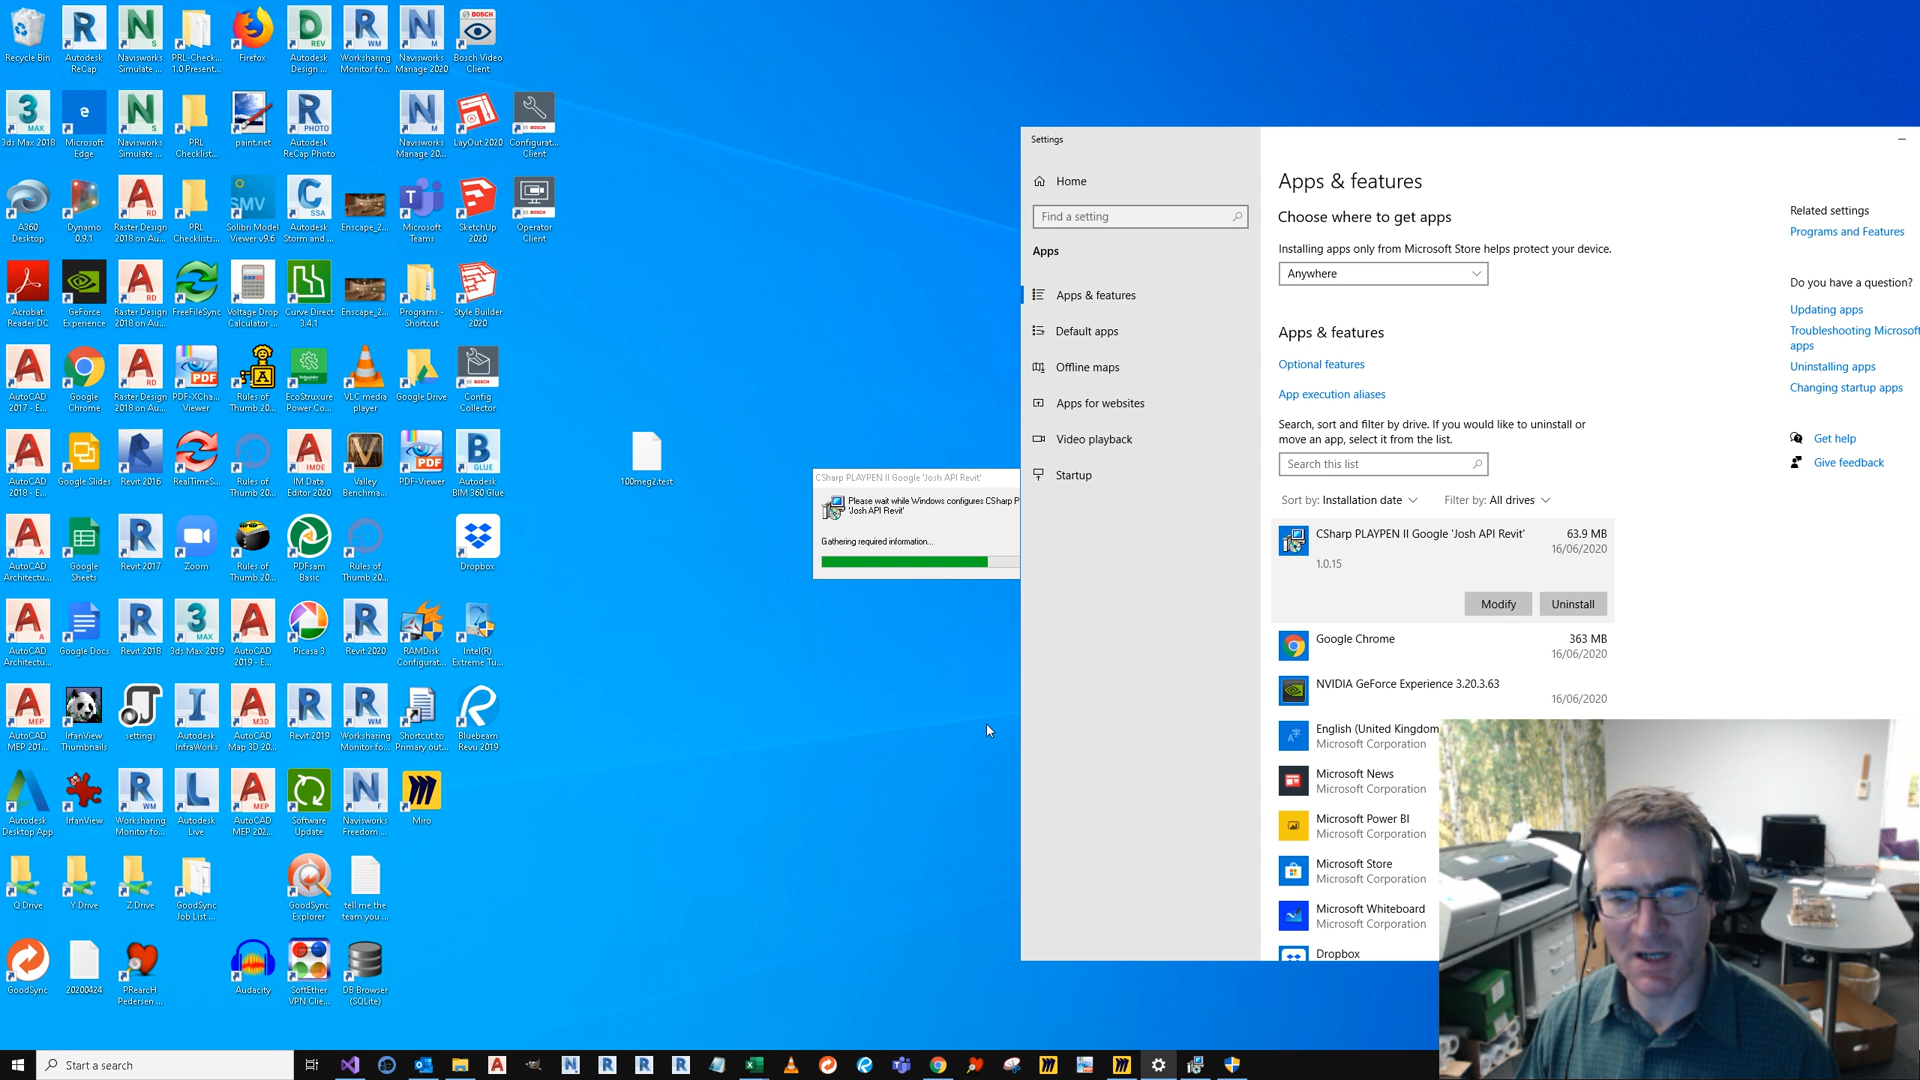 Recycle Bin
Autodesk
ReCap
Navisworks
Simulate ...
PRL-Check...
1.0 Present...
Firefox
Autodesk
Design ...
Worksharing
Monitor fo...
Navisworks
Manage 2020
Bosch Video
Client
3ds Max 2018
Microsoft
Edge
Navisworks
Simulate ...
PRL
Checklist...
paint.net
Autodesk
ReCap Photo
Navisworks
Manage 20...
LayOut 2020
Configurat...
Client
A360
Desktop
Dynamo
0.9.1
Raster Design
2018 on Au...
PRL
Checklists...
Solibri Model
Viewer v9.6
Autodesk
Storm and ...
Enscape_2...
Microsoft
Teams
SketchUp
2020
Operator
Client
Acrobat
Reader DC
GeForce
Experience
Raster Design
2018 on Au...
FreeFileSync
Voltage Drop
Calculator ...
Curve Direct
3.4.1
Enscape_2...
Programs -
Shortcut
Style Builder
2020
AutoCAD
2017 - E...
Google
Chrome
Raster Design
2018 on Au...
PDF-XCha...
Viewer
Rules of
Thumb 20...
EcoStruxure
Power Co...
VLC media
player
Google Drive
Config
Collector
AutoCAD
2018 - E...
Google Slides
Revit 2016
RealTimeS...
Rules of
Thumb 20...
IM Data
Editor 2020
Valley
Benchma...
PDF-Viewer
Autodesk
BIM 360 Glue
100meg2.test
AutoCAD
Architectu...
Google
Sheets
Revit 2017
Zoom
Rules of
Thumb 20...
PDFsam
Basic
Rules of
Thumb 20...
Dropbox
AutoCAD
Architectu...
Google Docs
Revit 2018
3ds Max 2019
AutoCAD
2019 - E...
Picasa 3
Revit 2020
RAMDisk
Configurat...
Intel(R)
Extreme Tu...
AutoCAD
MEP 201...
IrfanView
Thumbnails
settings
Autodesk
InfraWorks
AutoCAD
Map 3D 20...
Revit 2019
Worksharing
Monitor fo...
Shortcut to
Primary out...
Bluebeam
Revu 2019
Autodesk
Desktop App
IrfanView
Worksharing
Monitor fo...
Autodesk
Live
AutoCAD
MEP 202...
Software
Update
Navisworks
Freedom ...
Miro
Q Drive
Y Drive
Z Drive
GoodSync
Job List ...
GoodSync
Explorer
tell me the
team you ...
GoodSync
20200424
PRearcH
Pedersen ...
Audacity
SoftEther
VPN Clie...
DB Browser
(SQLite)
CSharp PLAYPEN II Google 'Josh API Revit'
Please wait while Windows configures CSharp P
'Josh API Revit'
Gathering required information...
Settings
Home
Find a setting
Apps
Apps & features
Default apps
Offline maps
Apps for websites
Video playback
Startup
Apps & features
Choose where to get apps
Installing apps only from Microsoft Store helps protect your device.
Anywhere
Apps & features
Optional features
App execution aliases
Search, sort and filter by drive. If you would like to uninstall or
move an app, select it from the list.
Search this list
Sort by: Installation date
Filter by: All drives
CSharp PLAYPEN II Google 'Josh API Revit'
63.9 MB
16/06/2020
1.0.15
Modify
Uninstall
Google Chrome
363 MB
16/06/2020
NVIDIA GeForce Experience 3.20.3.63
16/06/2020
English (United Kingdom
Microsoft Corporation
Microsoft News
Microsoft Corporation
Microsoft Power BI
Microsoft Corporation
Microsoft Store
Microsoft Corporation
Microsoft Whiteboard
Microsoft Corporation
Dropbox
Related settings
Programs and Features
Do you have a question?
Updating apps
Troubleshooting Microsoft
apps
Uninstalling apps
Changing startup apps
Get help
Give feedback
Start a search